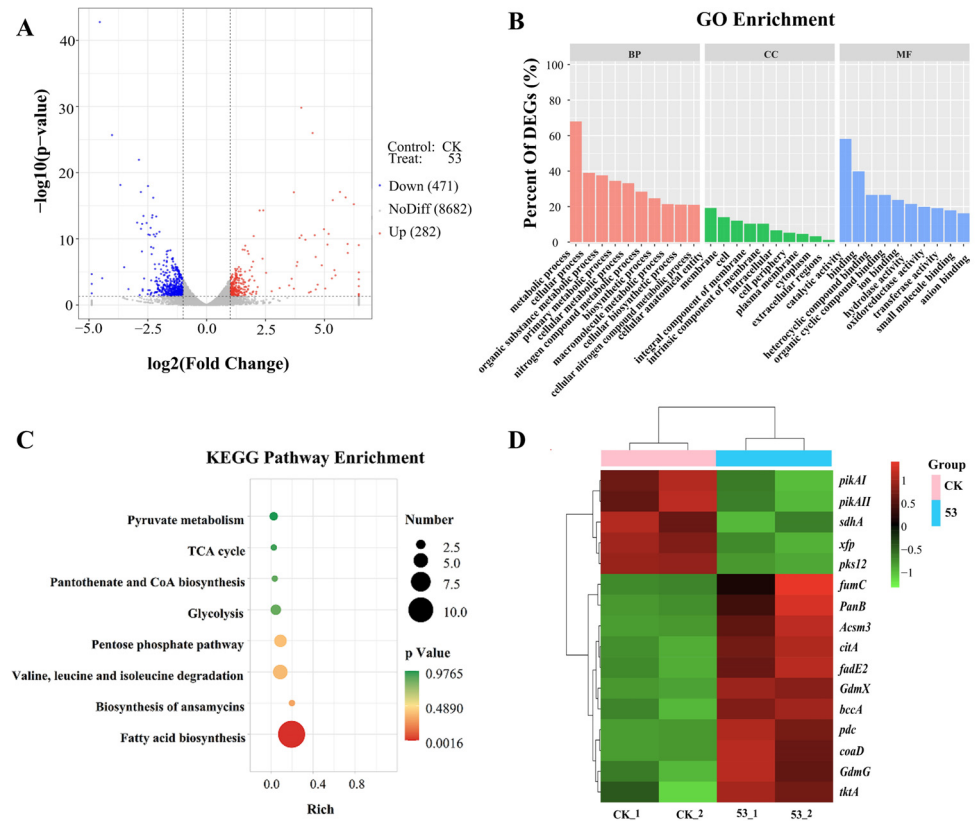 A
40
30
20
10
0
−log10(p−value)
−5.0
−2.5
0.0
2.5
5.0
log2(Fold Change)
Control: CK
Treat: 53
Down (471)
NoDiff (8682)
Up (282)
B
GO Enrichment
BP
CC
MF
100
80
60
40
20
0
Percent Of DEGs (%)
metabolic process
cellular process
organic substance metabolic process
primary metabolic process
cellular metabolic process
nitrogen compound metabolic process
biosynthetic process
macromolecule metabolic process
cellular biosynthetic process
cellular nitrogen compound metabolic process
cellular anatomical entity
membrane
cell
integral component of membrane
intrinsic component of membrane
intracellular
cell periphery
plasma membrane
cytoplasm
extracellular regions
catalytic activity
binding
heterocyclic compound binding
organic cyclic compound binding
ion binding
hydrolase activity
oxidoreductase activity
transferase activity
small molecule binding
anion binding
C
KEGG Pathway Enrichment
Pyruvate metabolism
TCA cycle
Pantothenate and CoA biosynthesis
Glycolysis
Pentose phosphate pathway
Valine, leucine and isoleucine degradation
Biosynthesis of ansamycins
Fatty acid biosynthesis
0.0
0.4
0.8
1.2
Rich
Number
2.5
5.0
7.5
10.0
p Value
0.9765
0.4890
0.0016
D
pikAI
pikAII
sdhA
xfp
pks12
fumC
PanB
Acsm3
citA
fadE2
GdmX
bccA
pdc
coaD
GdmG
tktA
CK_1
CK_2
53_1
53_2
1
0.5
0
−0.5
−1
Group
CK
53